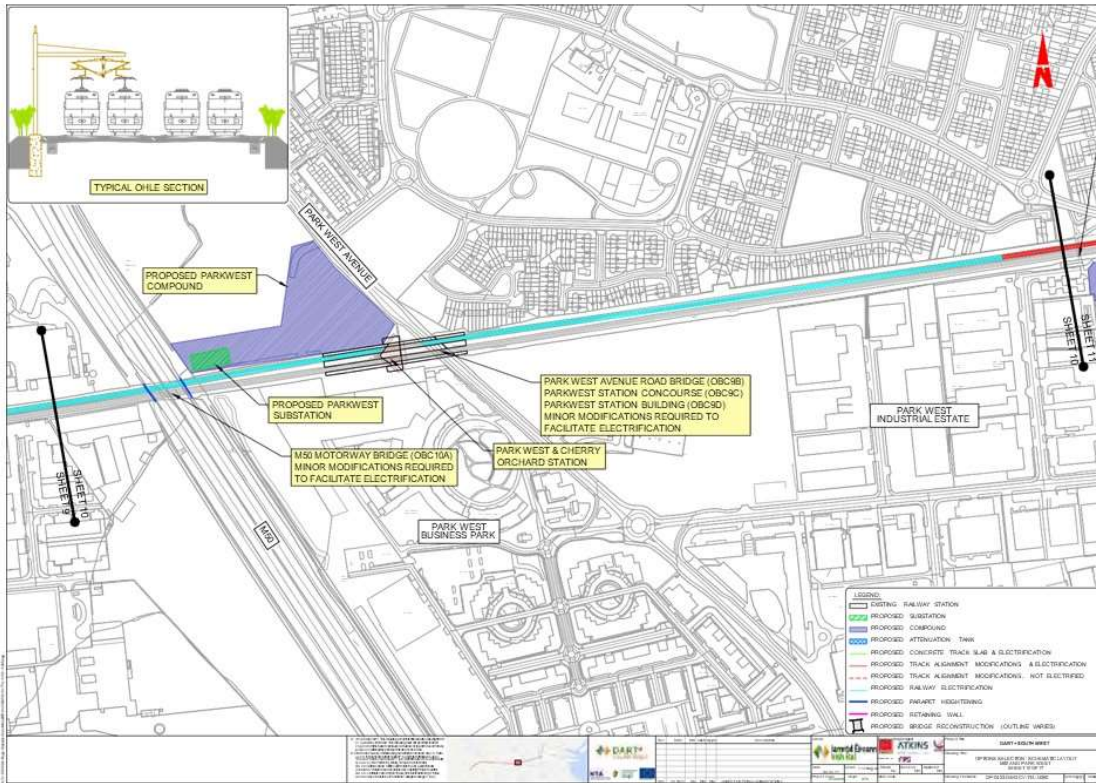 TYPICAL OHLE SECTION
N
PARK WEST AVENUE
PROPOSED PARKWEST
COMPOUND
PROPOSED PARKWEST
SUBSTATION
M50 MOTORWAY BRIDGE (OBC10A)
MINOR MODIFICATIONS REQUIRED
TO FACILITATE ELECTRIFICATION
PARK WEST AVENUE ROAD BRIDGE (OBC9B)
PARKWEST STATION CONCOURSE (OBC9C)
PARKWEST STATION BUILDING (OBC9D)
MINOR MODIFICATIONS REQUIRED TO
FACILITATE ELECTRIFICATION
PARK WEST & CHERRY
ORCHARD STATION
PARK WEST
INDUSTRIAL ESTATE
PARK WEST
BUSINESS PARK
M50
SHEET 10
SHEET 9
SHEET 11
SHEET 10
LEGEND:
EXISTING RAILWAY STATION
PROPOSED SUBSTATION
PROPOSED COMPOUND
PROPOSED ATTENUATION TANK
PROPOSED CONCRETE TRACK SLAB & ELECTRIFICATION
PROPOSED TRACK ALIGNMENT MODIFICATIONS & ELECTRIFICATION
PROPOSED TRACK ALIGNMENT MODIFICATIONS, NOT ELECTRIFIED
PROPOSED RAILWAY ELECTRIFICATION
PROPOSED PARAPET HEIGHTENING
PROPOSED RETAINING WALL
PROPOSED BRIDGE RECONSTRUCTION (OUTLINE VARIES)
DART+
NTA
Iarnród Éireann
Irish Rail
ATKINS
DART+ SOUTH WEST